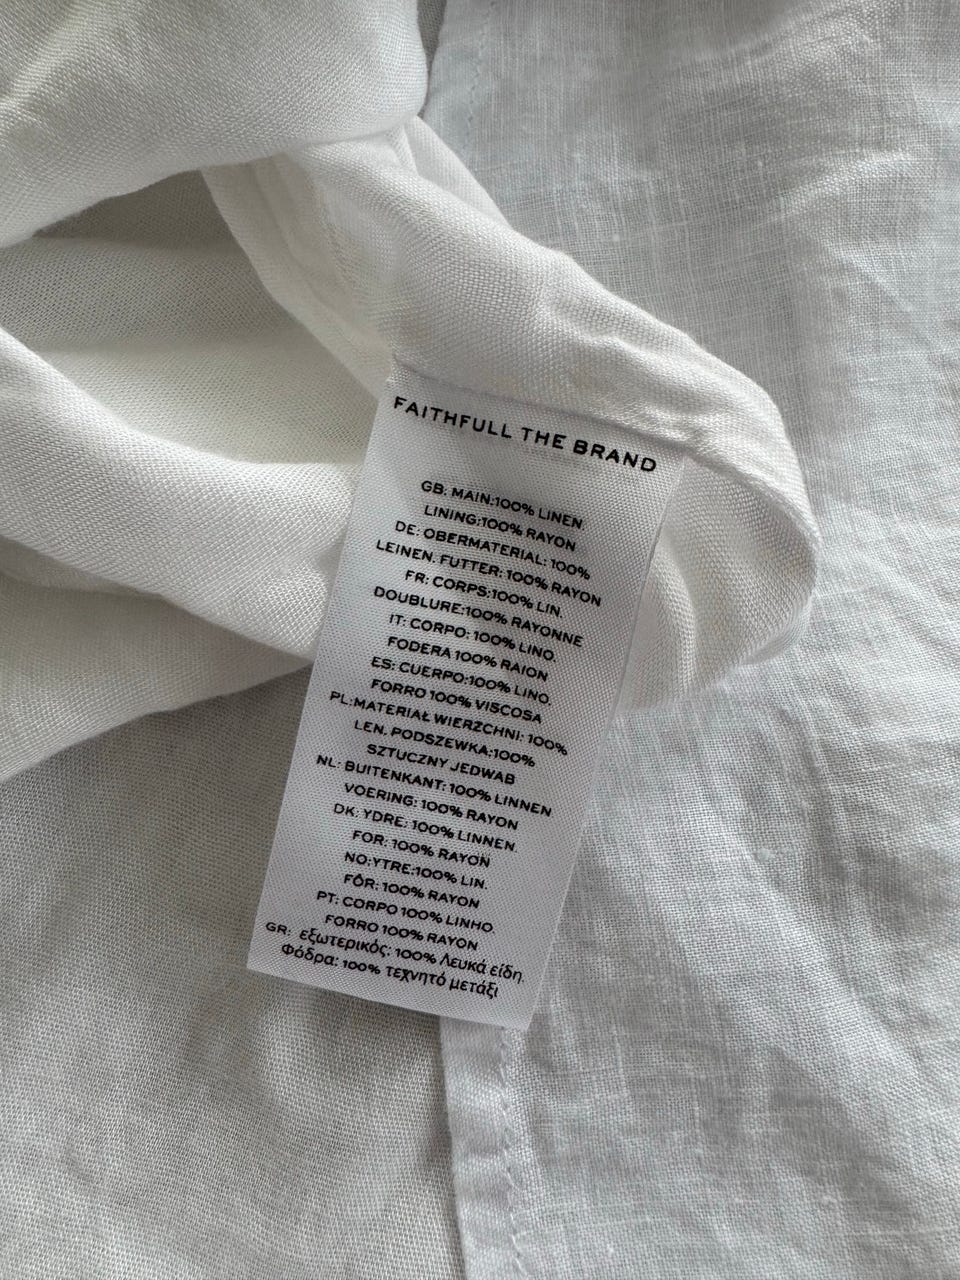 FAITHFULL THE BRAND
GB: MAIN:100% LINEN
LINING:100% RAYON
DE: OBERMATERIAL: 100%
LEINEN. FUTTER: 100% RAYON
FR: CORPS:100% LIN.
DOUBLURE:100% RAYONNE
IT: CORPO: 100% LINO.
FODERA 100% RAION
ES: CUERPO:100% LINO.
FORRO 100% VISCOSA
PL:MATERIAŁ WIERZCHNI: 100%
LEN. PODSZEWKA:100%
SZTUCZNY JEDWAB
NL: BUITENKANT: 100% LINNEN
VOERING: 100% RAYON
DK: YDRE: 100% LINNEN.
FOR: 100% RAYON
NO:YTRE:100% LIN.
FÔR: 100% RAYON
PT: CORPO 100% LINHO.
FORRO 100% RAYON
GR: εξωτερικός: 100% Λευκά είδη.
Φόδρα: 100% τεχνητό μετάξι